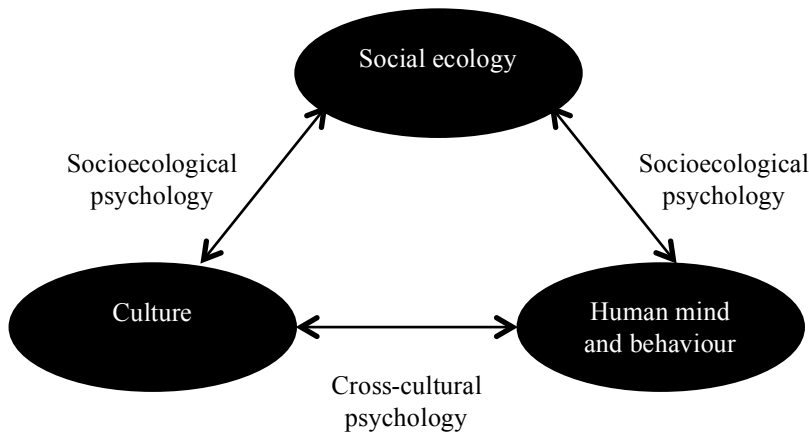 Social ecology
Socioecological
psychology
Socioecological
psychology
Culture
Human mind
and behaviour
Cross-cultural
psychology